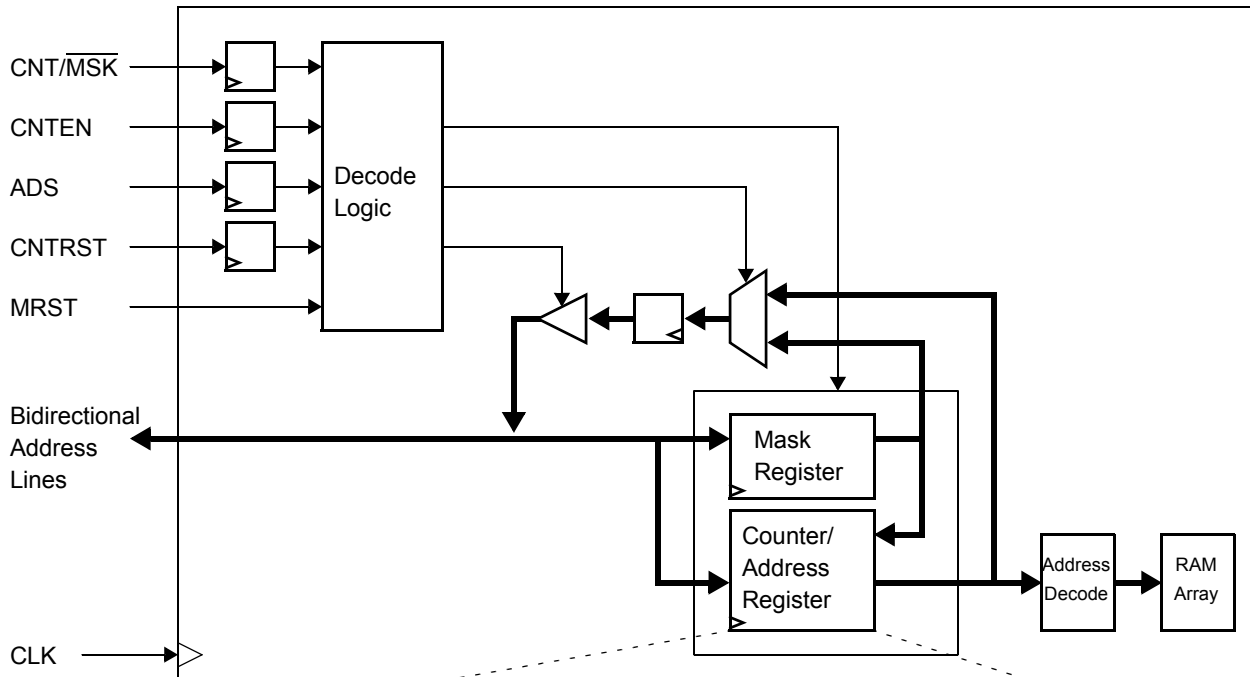 CNT/MSK
CNTEN
ADS
CNTRST
MRST
Decode
Logic
Bidirectional
Address
Lines
Mask
Register
Counter/
Address
Register
Address
Decode
RAM
Array
CLK